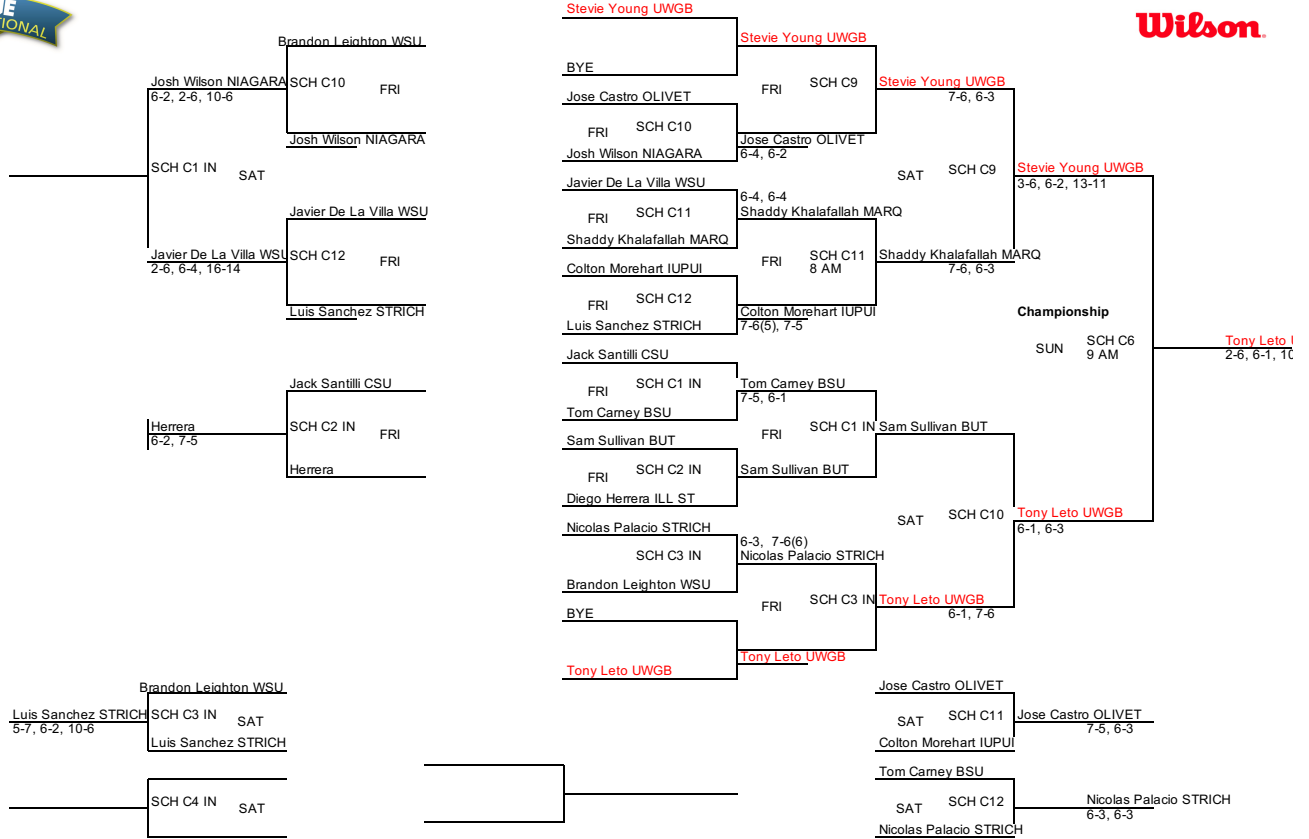 UE
TIONAL
Wilson.
Brandon Leighton WSU
Josh Wilson NIAGARA
6-2, 2-6, 10-6
SCH C10
FRI
Josh Wilson NIAGARA
SCH C1 IN
SAT
Javier De La Villa WSU
Javier De La Villa WSU
2-6, 6-4, 16-14
SCH C12
FRI
Luis Sanchez STRICH
Jack Santilli CSU
Herrera
6-2, 7-5
SCH C2 IN
FRI
Herrera
Brandon Leighton WSU
Luis Sanchez STRICH
5-7, 6-2, 10-6
SCH C3 IN
SAT
Luis Sanchez STRICH
SCH C4 IN
SAT
Stevie Young UWGB
BYE
Stevie Young UWGB
Jose Castro OLIVET
FRI
SCH C10
Josh Wilson NIAGARA
Jose Castro OLIVET
6-4, 6-2
FRI
SCH C9
Stevie Young UWGB
7-6, 6-3
Javier De La Villa WSU
FRI
SCH C11
Shaddy Khalafallah MARQ
6-4, 6-4
Shaddy Khalafallah MARQ
Colton Morehart IUPUI
FRI
SCH C12
Luis Sanchez STRICH
Colton Morehart IUPUI
7-6(5), 7-5
FRI
SCH C11
8 AM
Shaddy Khalafallah MARQ
7-6, 6-3
SAT
SCH C9
Stevie Young UWGB
3-6, 6-2, 13-11
Jack Santilli CSU
FRI
SCH C1 IN
Tom Carney BSU
Tom Carney BSU
7-5, 6-1
Sam Sullivan BUT
FRI
SCH C2 IN
Diego Herrera ILL ST
Sam Sullivan BUT
FRI
SCH C1 IN
Sam Sullivan BUT
Nicolas Palacio STRICH
SCH C3 IN
Brandon Leighton WSU
6-3, 7-6(6)
Nicolas Palacio STRICH
BYE
Tony Leto UWGB
Tony Leto UWGB
FRI
SCH C3 IN
Tony Leto UWGB
6-1, 7-6
SAT
SCH C10
Tony Leto UWGB
6-1, 6-3
Championship
SUN
SCH C6
9 AM
Tony Leto
2-6, 6-1, 10
Jose Castro OLIVET
SAT
SCH C11
Colton Morehart IUPUI
Jose Castro OLIVET
7-5, 6-3
Tom Carney BSU
SAT
SCH C12
Nicolas Palacio STRICH
Nicolas Palacio STRICH
6-3, 6-3